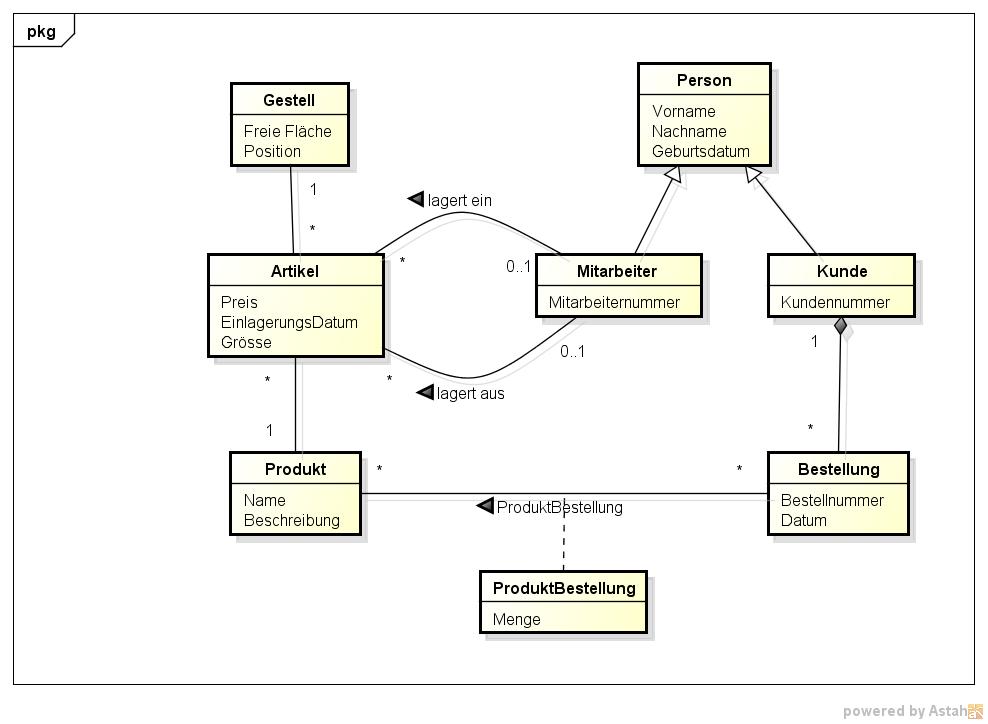 pkg
Gestell
Freie Fläche
Position
Person
Vorname
Nachname
Geburtsdatum
1
*
lagert ein
*
0..1
Artikel
Preis
EinlagerungsDatum
Grösse
Mitarbeiter
Mitarbeiternummer
Kunde
Kundennummer
*
0..1
lagert aus
1
*
*
1
Produkt
Name
Beschreibung
*
*
ProduktBestellung
Bestellung
Bestellnummer
Datum
ProduktBestellung
Menge
powered by Astah